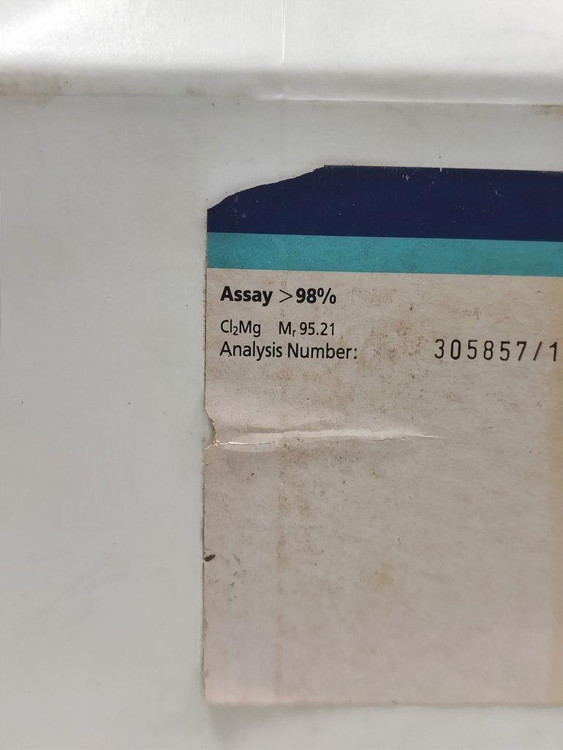 Assay >98%
Cl₂Mg Mᵣ 95.21
Analysis Number: 305857/1